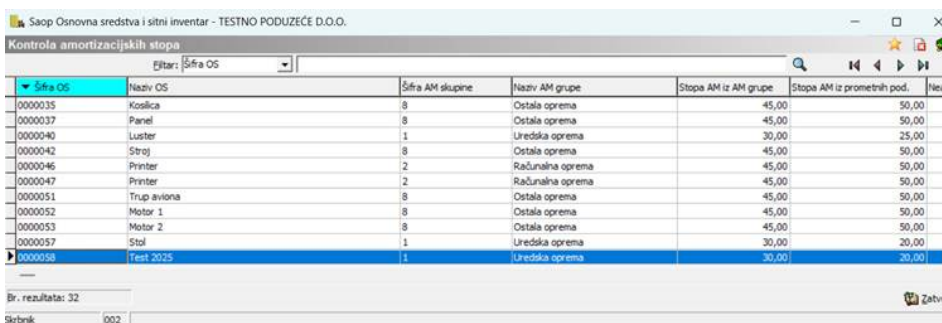 Saop Osnovna sredstva i sitni inventar - TESTNO PODUZEĆE D.O.O.
Kontrola amortizacijskih stopa
Filtar: Šifra OS
Šifra OS Naziv OS Šifra AM skupine Naziv AM grupe Stopa AM iz AM grupe Stopa AM iz prometnih pod.
0000035 Kosilica 8 Ostala oprema 45,00 50,00
0000037 Panel 8 Ostala oprema 45,00 50,00
0000040 Luster 1 Uredska oprema 30,00 25,00
0000042 Stroj 8 Ostala oprema 45,00 50,00
0000046 Printer 2 Računalna oprema 45,00 50,00
0000047 Printer 2 Računalna oprema 45,00 50,00
0000051 Trup aviona 8 Ostala oprema 45,00 50,00
0000052 Motor 1 8 Ostala oprema 45,00 50,00
0000053 Motor 2 8 Ostala oprema 45,00 50,00
0000057 Stol 1 Uredska oprema 30,00 20,00
0000058 Test 2025 1 Uredska oprema 30,00 20,00
Br. rezultata: 32 Zatv
Skrbnik 002